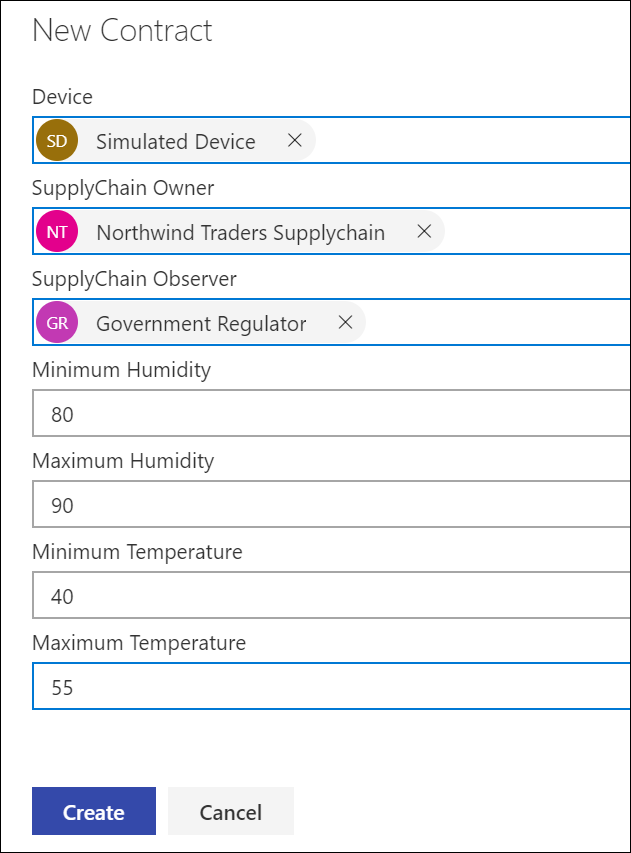 New Contract
Device
SD Simulated Device
SupplyChain Owner
NT Northwind Traders Supplychain
SupplyChain Observer
GR Government Regulator
Minimum Humidity
80
Maximum Humidity
90
Minimum Temperature
40
Maximum Temperature
55
Create Cancel